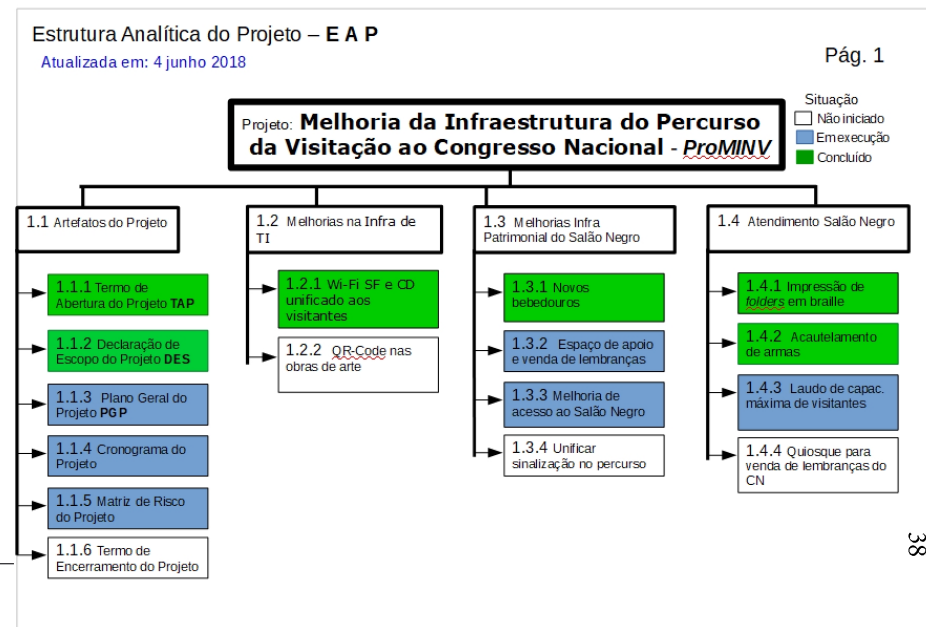 Estrutura Analítica do Projeto – E A P
Atualizada em: 4 junho 2018
Pág. 1
Situação
Não iniciado
Em execução
Concluído
Projeto: Melhoria da Infraestrutura do Percurso
da Visitação ao Congresso Nacional - ProMINV
1.1 Artefatos do Projeto
1.1.1 Termo de
Abertura do Projeto TAP
1.1.2 Declaração de
Escopo do Projeto DES
1.1.3 Plano Geral do
Projeto PGP
1.1.4 Cronograma do
Projeto
1.1.5 Matriz de Risco
do Projeto
1.1.6 Termo de
Encerramento do Projeto
1.2 Melhorias na Infra de
TI
1.2.1 Wi-Fi SF e CD
unificado aos
visitantes
1.2.2 QR-Code nas
obras de arte
1.3 Melhorias Infra
Patrimonial do Salão Negro
1.3.1 Novos
bebedouros
1.3.2 Espaço de apoio
e venda de lembranças
1.3.3 Melhoria de
acesso ao Salão Negro
1.3.4 Unificar
sinalização no percurso
1.4 Atendimento Salão Negro
1.4.1 Impressão de
folders em braille
1.4.2 Acautelamento
de armas
1.4.3 Laudo de capac.
máxima de visitantes
1.4.4 Quiosque para
venda de lembranças do
CN
38